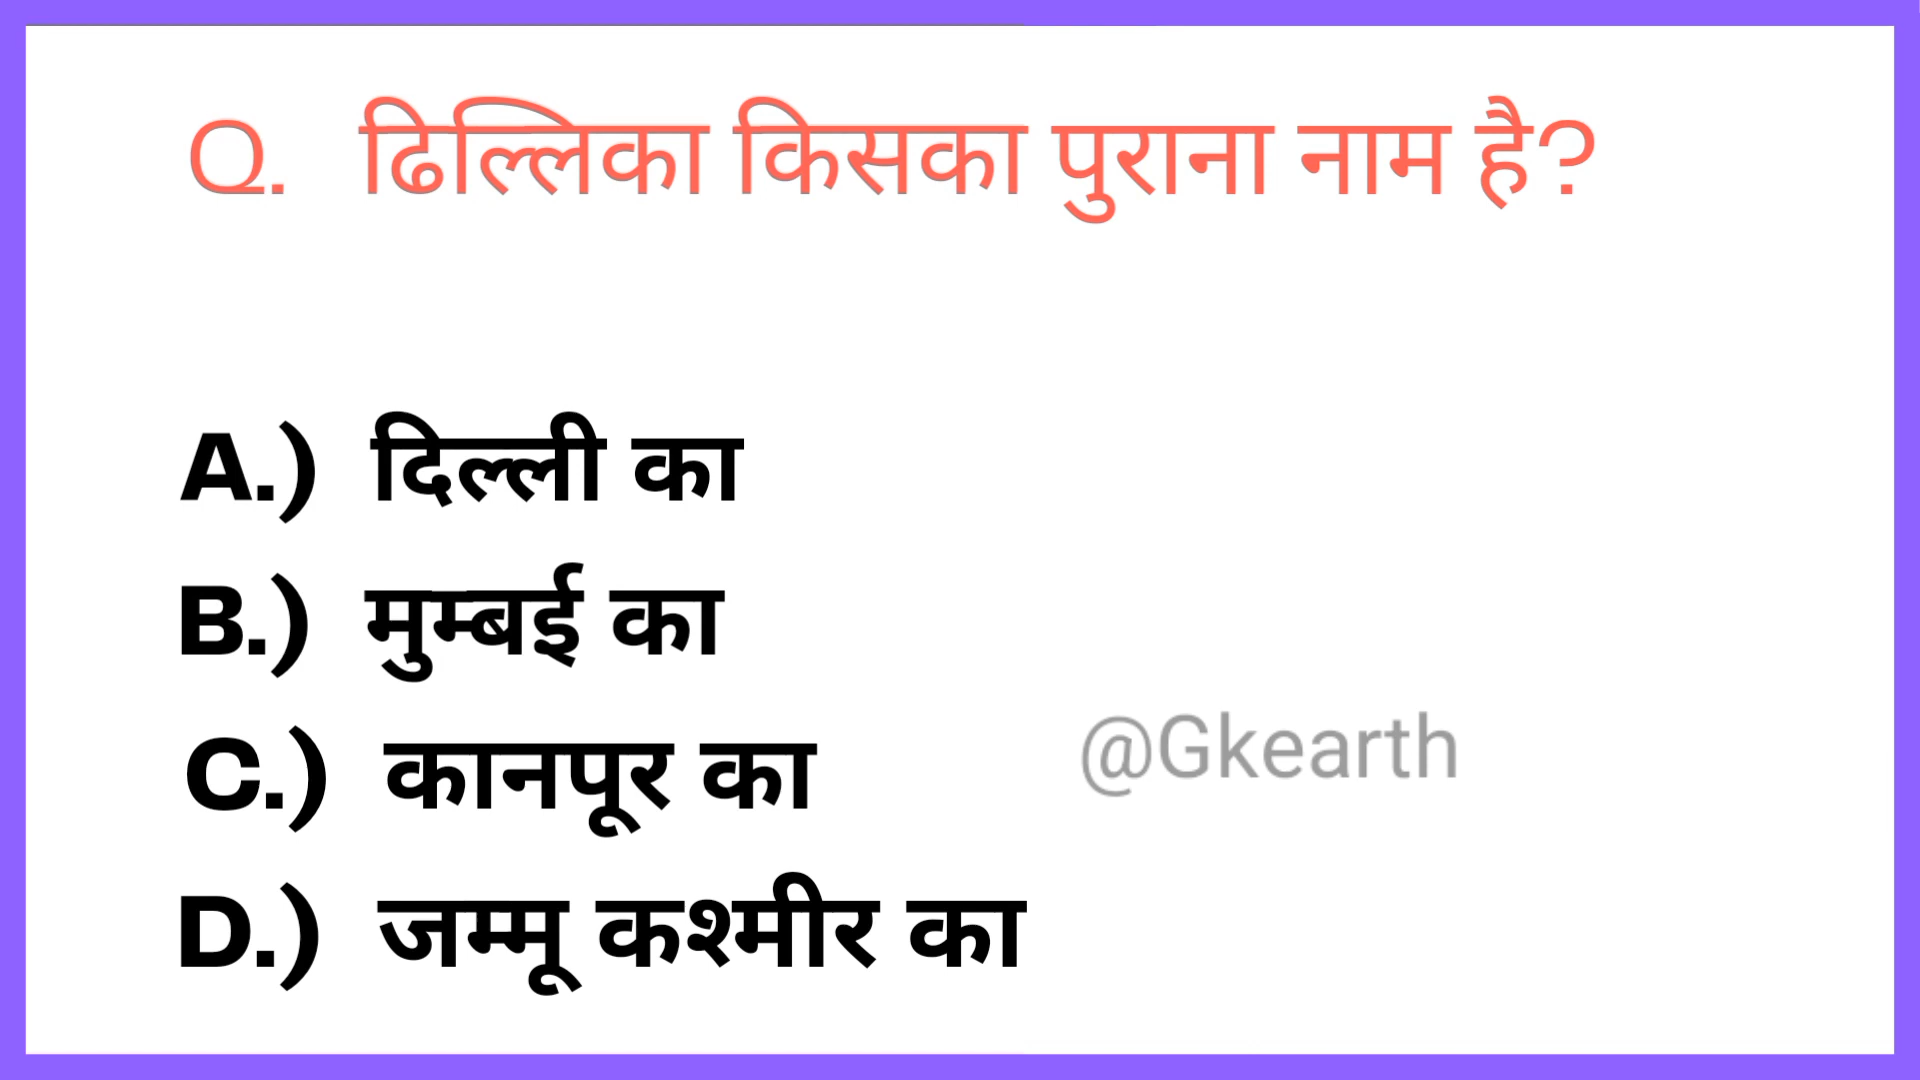 Q. ढिल्लिका किसका पुराना नाम है?
A.) दिल्ली का
B.) मुम्बई का
C.) कानपूर का
@Gkearth
D.) जम्मू कश्मीर का